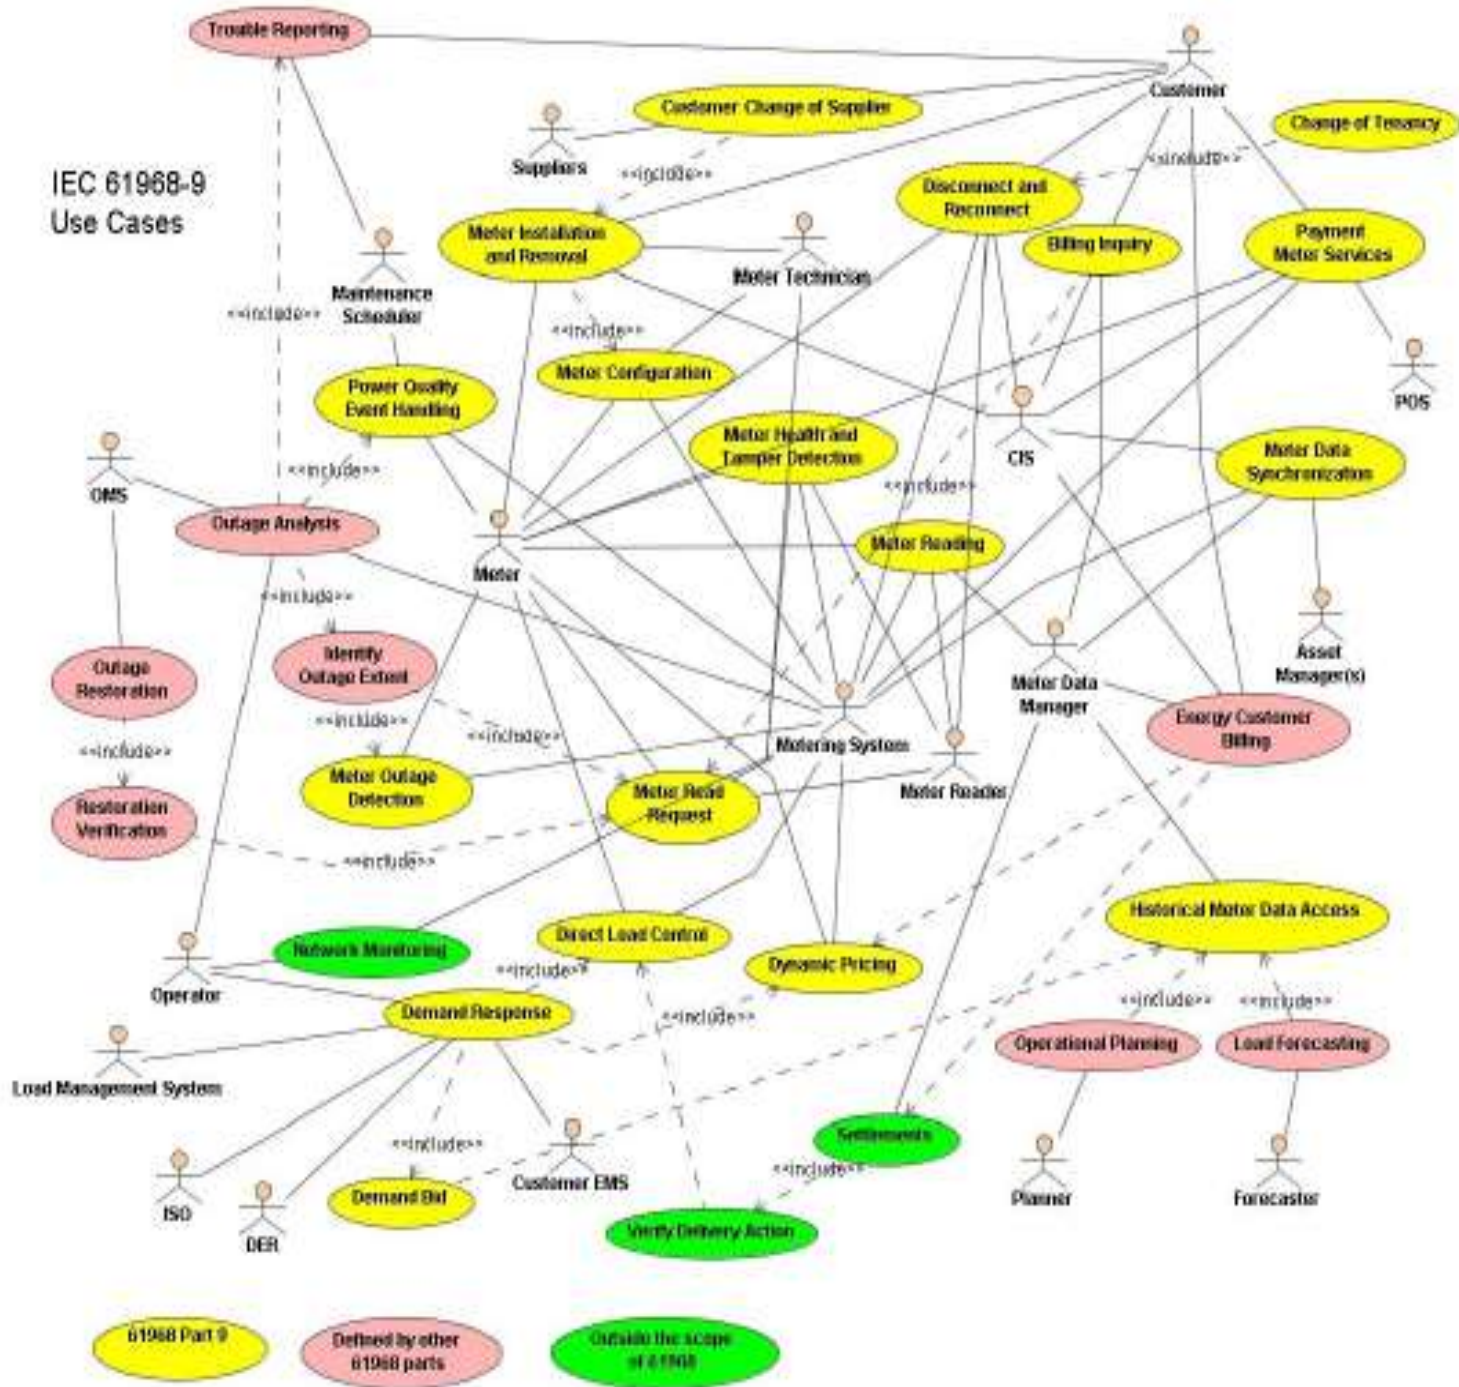 Trouble Reporting
Customer
Customer Change of Supplier
Change of Tenancy
Suppliers
<<include>>
<<include>>
IEC 61968-9
Use Cases
Disconnect and
Reconnect
Meter Installation
and Removal
Billing Inquiry
Payment
Meter Services
Meter Technician
Maintenance
Scheduler
<<include>>
<<include>>
Meter Configuration
Power Quality
Event Handling
POS
Meter Health and
Tamper Detection
CIS
Meter Data
Synchronization
OMS
<<include>>
<<include>>
Outage Analysis
Meter Reading
Meter
<<include>>
Asset
Manager(s)
Identify
Outage Extent
Outage
Restoration
Meter Data
Manager
Energy Customer
Billing
<<include>>
<<include>>
<<include>>
Metering System
Meter Reader
Meter Outage
Detection
Meter Read
Request
Restoration
Verification
<<include>>
Historical Meter Data Access
Network Monitoring
Direct Load Control
Dynamic Pricing
<<include>>
Operator
Demand Response
<<include>>
<<include>>
<<include>>
Operational Planning
Load Forecasting
Load Management System
Settlements
<<include>>
<<include>>
Customer EMS
Demand Bid
ISO
DER
Planner
Forecaster
Verify Delivery Action
61968 Part 9
Defined by other
61968 parts
Outside the scope
of 61968